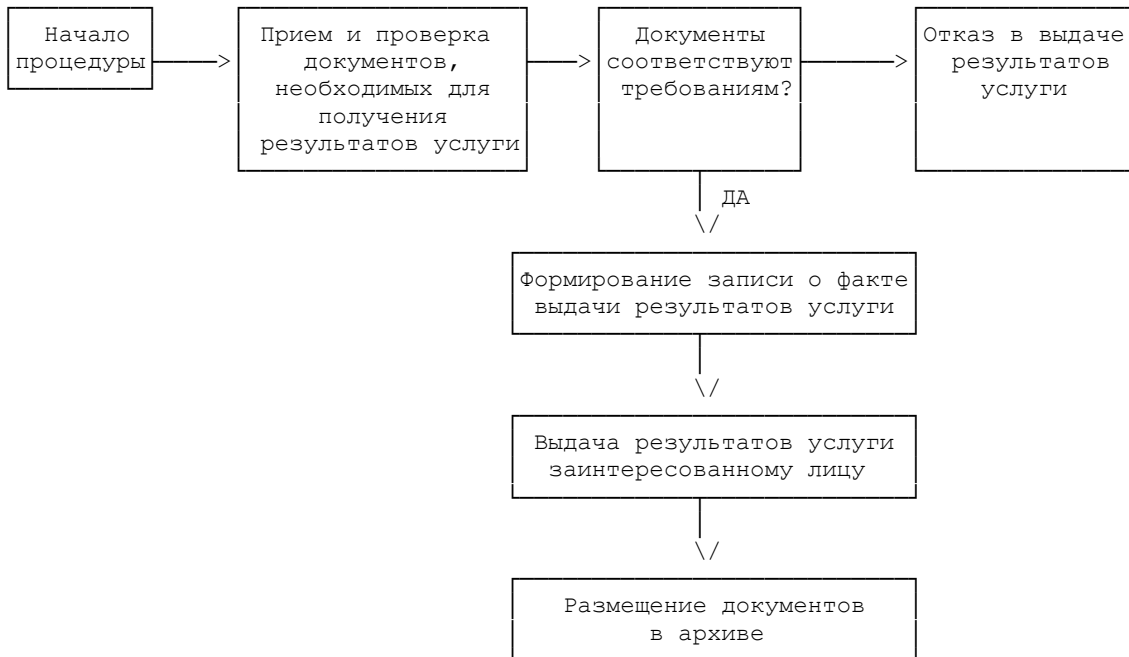 Начало
процедуры
Прием и проверка
документов,
необходимых для
получения
результатов услуги
Документы
соответствуют
требованиям?
Отказ в выдаче
результатов
услуги
ДА
Формирование записи о факте
выдачи результатов услуги
Выдача результатов услуги
заинтересованному лицу
Размещение документов
в архиве